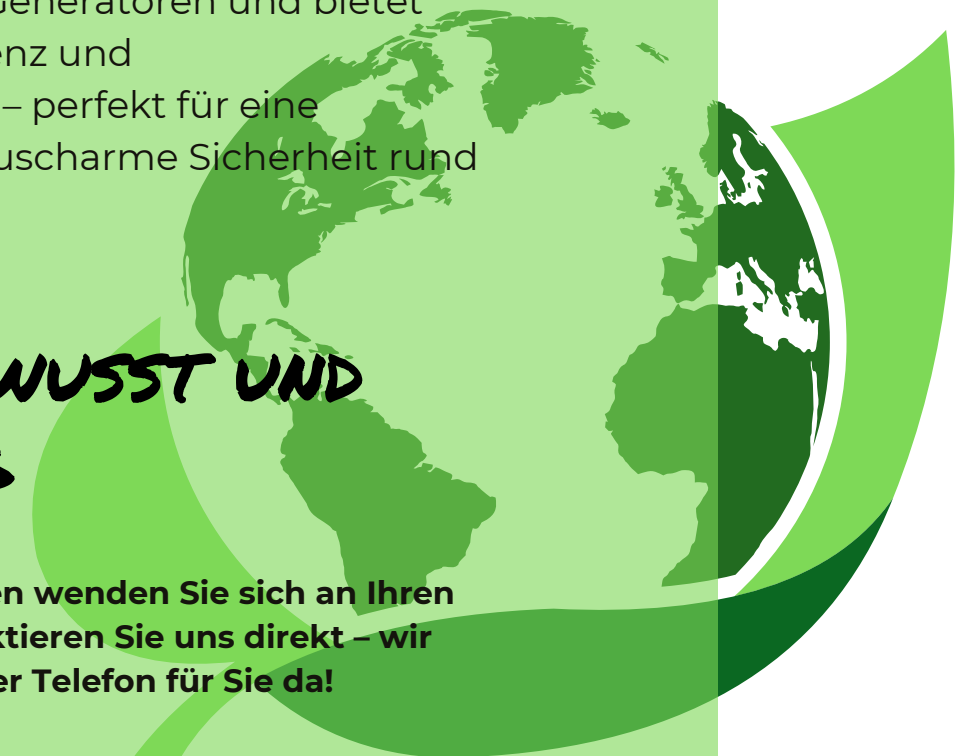 Generatoren und bietet
enz und
– perfekt für eine
uscharme Sicherheit rund
WUSST UND
S
en wenden Sie sich an Ihren
ktieren Sie uns direkt – wir
er Telefon für Sie da!